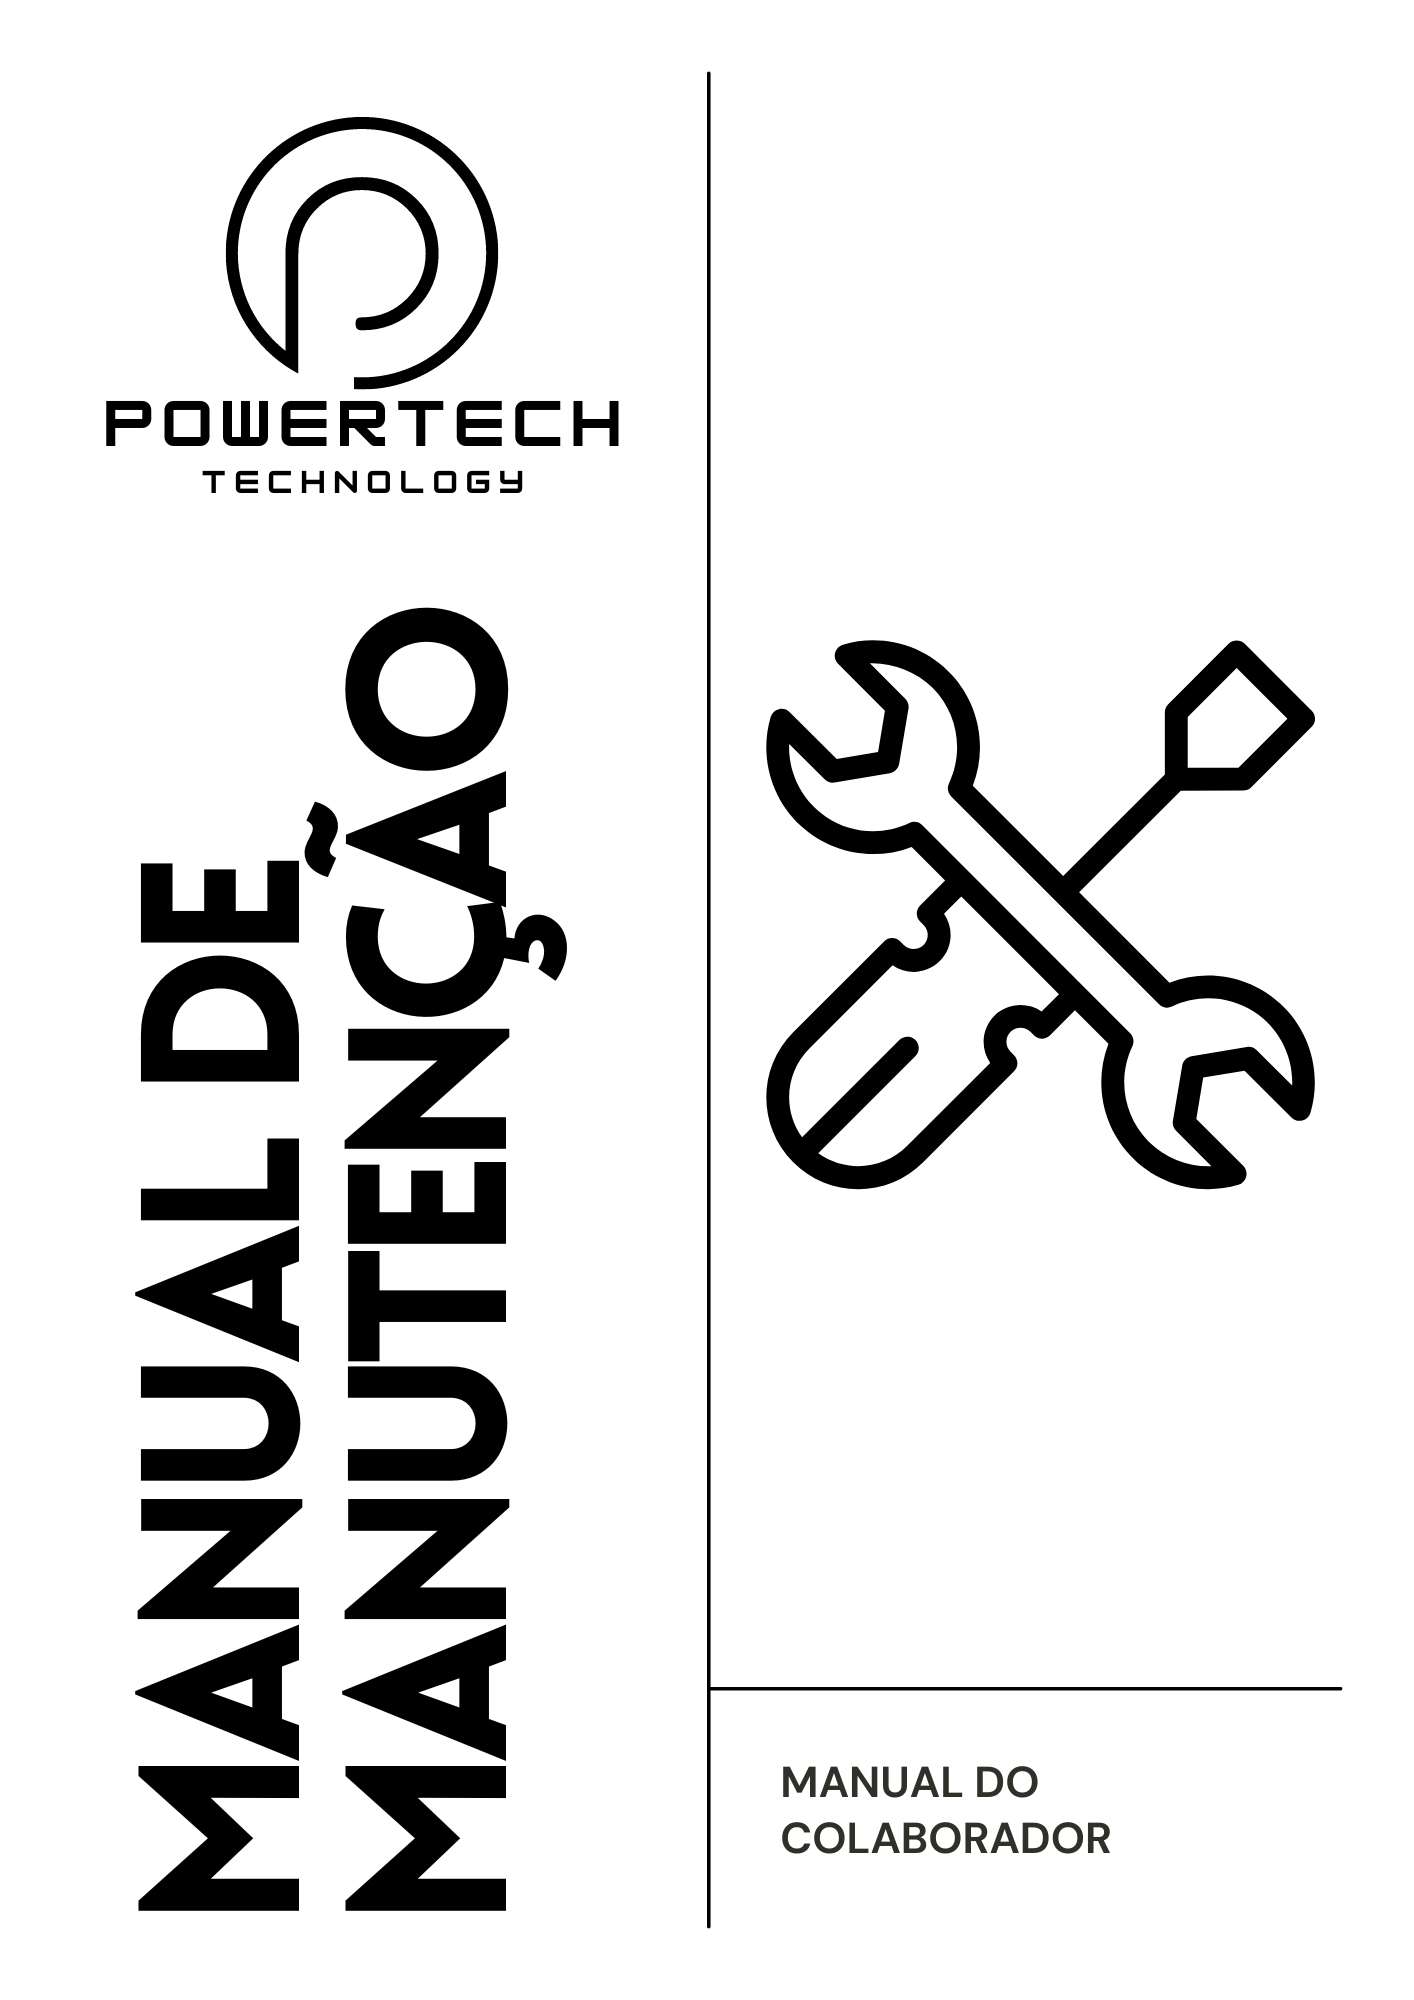 POWERTECH
TECHNOLOGY
MANUAL DE
MANUTENÇÃO
MANUAL DO
COLABORADOR